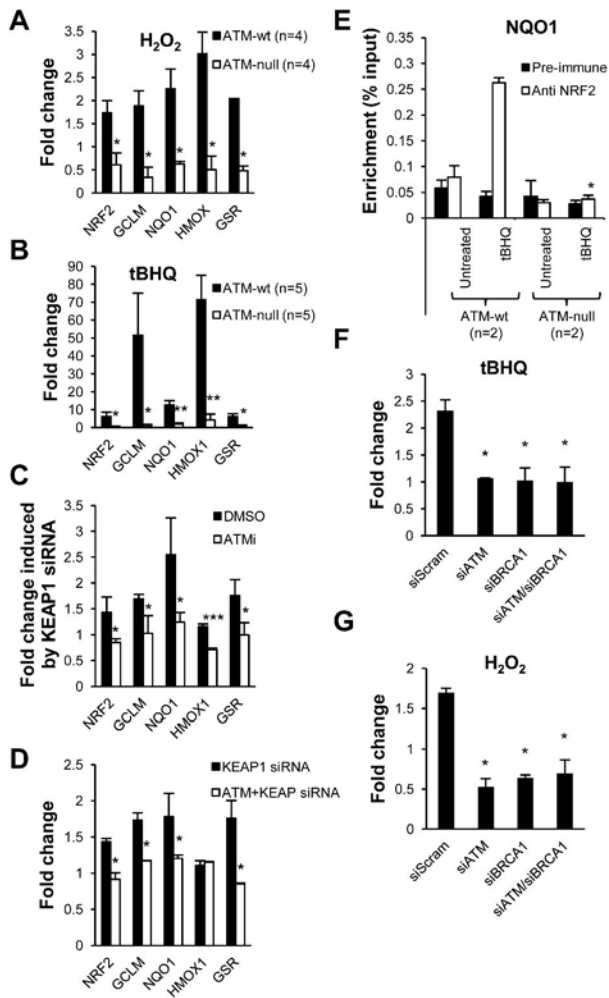 A
H₂O₂
ATM-wt (n=4)
ATM-null (n=4)
Fold change
3.5
3
2.5
2
1.5
1
0.5
0
* * * * *
NRF2 GCLM NQO1 HMOX GSR
B
tBHQ
ATM-wt (n=5)
ATM-null (n=5)
Fold change
90
80
70
60
50
40
30
20
10
0
* * ** ** *
NRF2 GCLM NQO1 HMOX1 GSR
C
DMSO
ATMi
Fold change induced
by KEAP1 siRNA
3.5
3
2.5
2
1.5
1
0.5
0
* * * *** *
NRF2 GCLM NQO1 HMOX1 GSR
D
KEAP1 siRNA
ATM+KEAP siRNA
Fold change
2.5
2
1.5
1
0.5
0
* * * *
NRF2 GCLM NQO1 HMOX1 GSR
E
NQO1
Pre-immune
Anti NRF2
Enrichment (% input)
0.35
0.3
0.25
0.2
0.15
0.1
0.05
0
*
Untreated tBHQ Untreated tBHQ
ATM-wt ATM-null
(n=2) (n=2)
F
tBHQ
Fold change
3
2.5
2
1.5
1
0.5
0
* * *
siScram siATM siBRCA1 siATM/siBRCA1
G
H₂O₂
Fold change
2
1.5
1
0.5
0
* * *
siScram siATM siBRCA1 siATM/siBRCA1